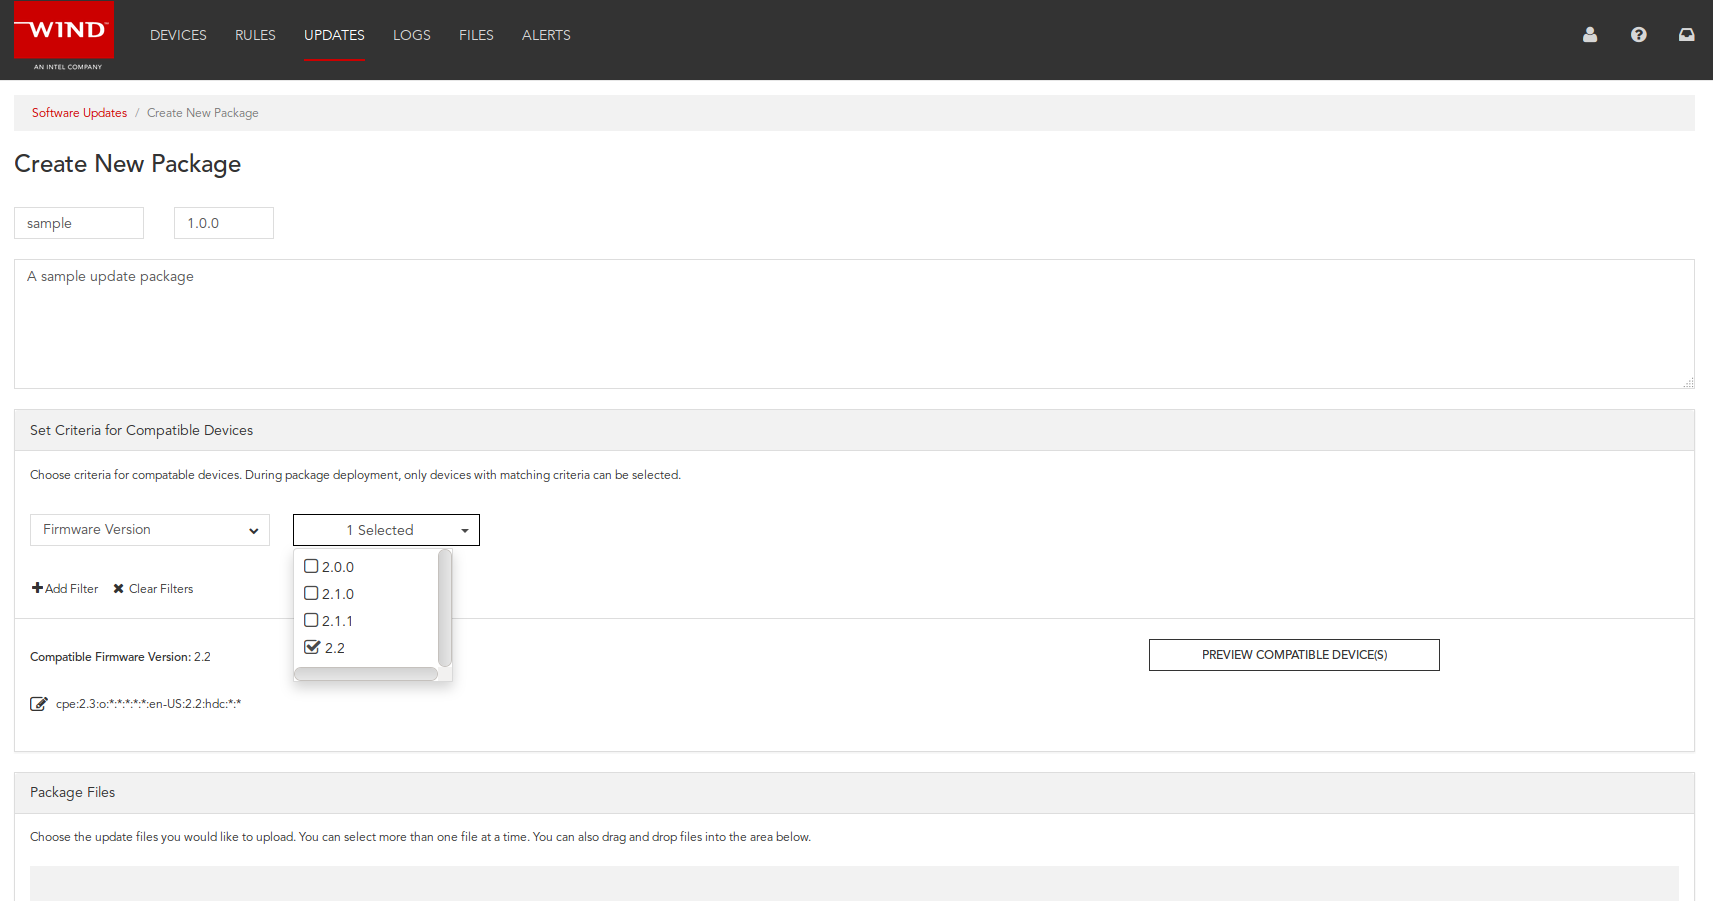 WIND
AN INTEL COMPANY
DEVICES RULES UPDATES LOGS FILES ALERTS
Software Updates / Create New Package
Create New Package
sample 1.0.0
A sample update package
Set Criteria for Compatible Devices
Choose criteria for compatable devices. During package deployment, only devices with matching criteria can be selected.
Firmware Version 1 Selected
2.0.0
Add Filter Clear Filters
2.1.0
2.1.1
2.2
Compatible Firmware Version: 2.2
PREVIEW COMPATIBLE DEVICE(S)
cpe:2.3:o:*:*:*:*:*:en-US:2.2:hdc:*:*
Package Files
Choose the update files you would like to upload. You can select more than one file at a time. You can also drag and drop files into the area below.